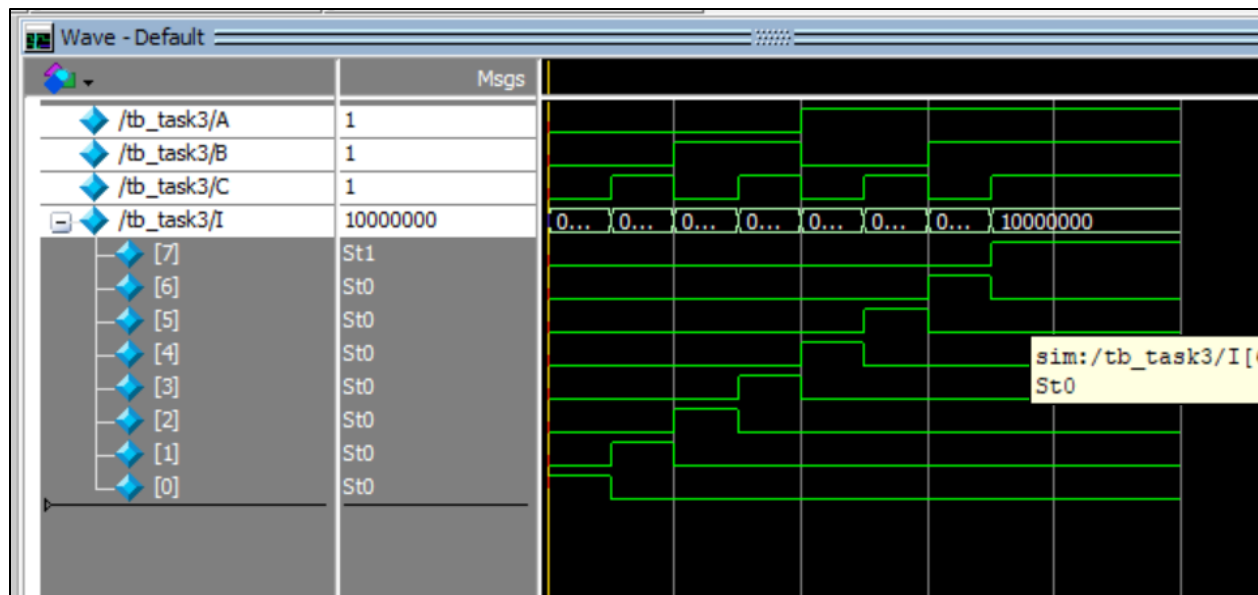 Wave - Default
Msgs
/tb_task3/A 1
/tb_task3/B 1
/tb_task3/C 1
/tb_task3/I 10000000 0... 0... 0... 0... 0... 0... 0... 10000000
[7] St1
[6] St0
[5] St0
[4] St0
sim:/tb_task3/I[
[3] St0
St0
[2] St0
[1] St0
[0] St0